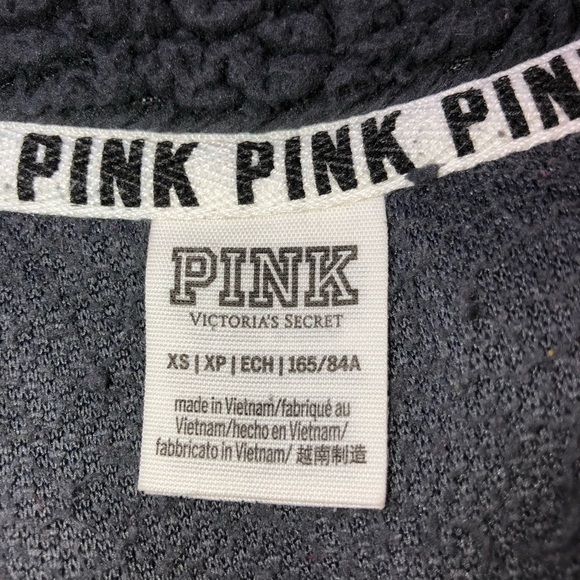 PINK PINK PIN
PINK
VICTORIA'S SECRET
XS | XP | ECH | 165/84A
made in Vietnam/fabriqué au
Vietnam/hecho en Vietnam/
fabbricato in Vietnam/ 越南制造